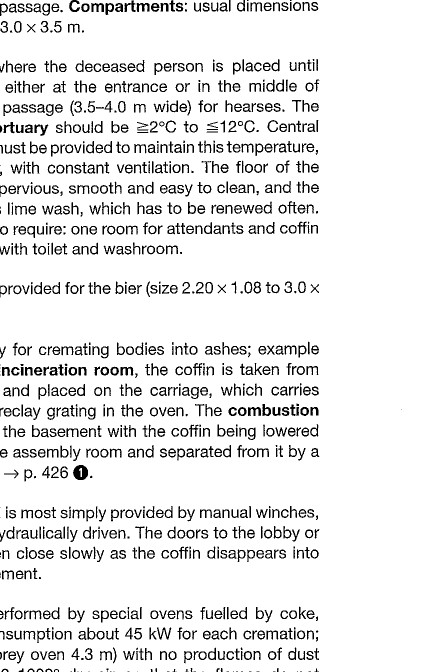 passage. Compartments: usual dimensions
3.0 × 3.5 m.
where the deceased person is placed until
either at the entrance or in the middle of
passage (3.5–4.0 m wide) for hearses. The
ortuary should be ≧2°C to ≦12°C. Central
must be provided to maintain this temperature,
, with constant ventilation. The floor of the
pervious, smooth and easy to clean, and the
s lime wash, which has to be renewed often.
o require: one room for attendants and coffin
with toilet and washroom.
provided for the bier (size 2.20 × 1.08 to 3.0 ×
y for cremating bodies into ashes; example
ncineration room, the coffin is taken from
and placed on the carriage, which carries
reclay grating in the oven. The combustion
the basement with the coffin being lowered
e assembly room and separated from it by a
→ p. 426 ❶.
is most simply provided by manual winches,
ydraulically driven. The doors to the lobby or
en close slowly as the coffin disappears into
ement.
erformed by special ovens fuelled by coke,
nsumption about 45 kW for each cremation;
orey oven 4.3 m) with no production of dust